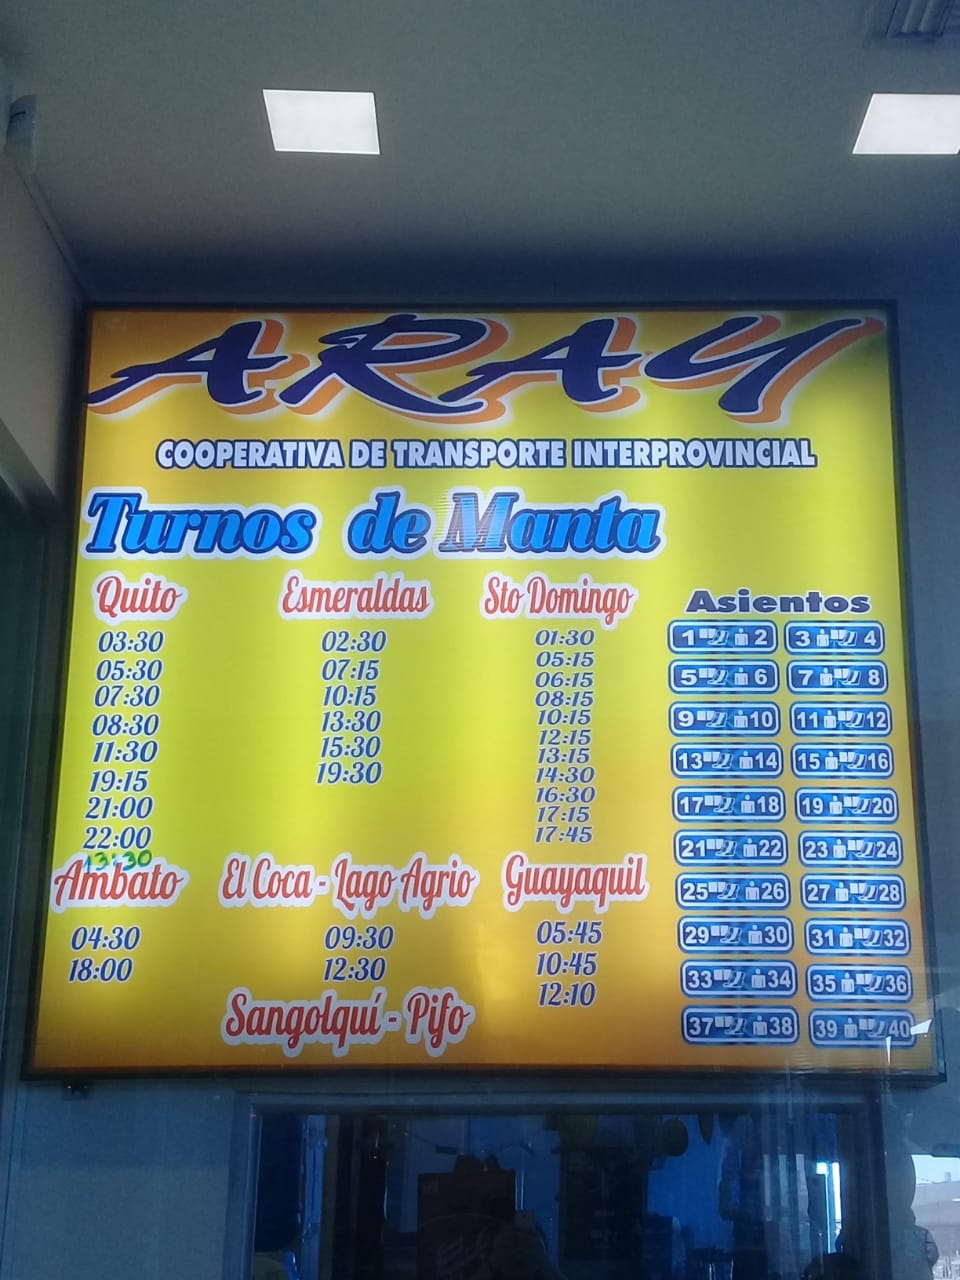 ARAY
COOPERATIVA DE TRANSPORTE INTERPROVINCIAL
Turnos de Manta
Quito
03:30
05:30
07:30
08:30
11:30
19:15
21:00
22:00
13:30
Esmeraldas
02:30
07:15
10:15
13:30
15:30
19:30
Sto Domingo
01:30
05:15
06:15
08:15
10:15
12:15
13:15
14:30
16:30
17:15
17:45
Ambato
04:30
18:00
El Coca - Lago Agrio
09:30
12:30
Sangolquí - Pifo
Guayaquil
05:45
10:45
12:10
Asientos
1 2 3 4
5 6 7 8
9 10 11 12
13 14 15 16
17 18 19 20
21 22 23 24
25 26 27 28
29 30 31 32
33 34 35 36
37 38 39 40